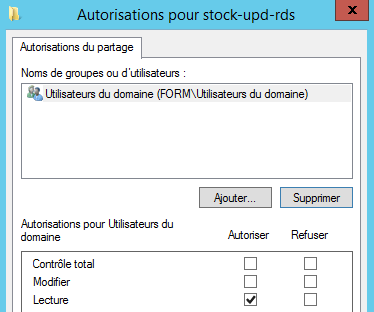 Autorisations pour stock-upd-rds
x
Autorisations du partage
Noms de groupes ou d'utilisateurs :
Utilisateurs du domaine (FORM\Utilisateurs du domaine)
Ajouter... Supprimer
Autorisations pour Utilisateurs du
domaine Autoriser Refuser
Contrôle total
Modifier
Lecture